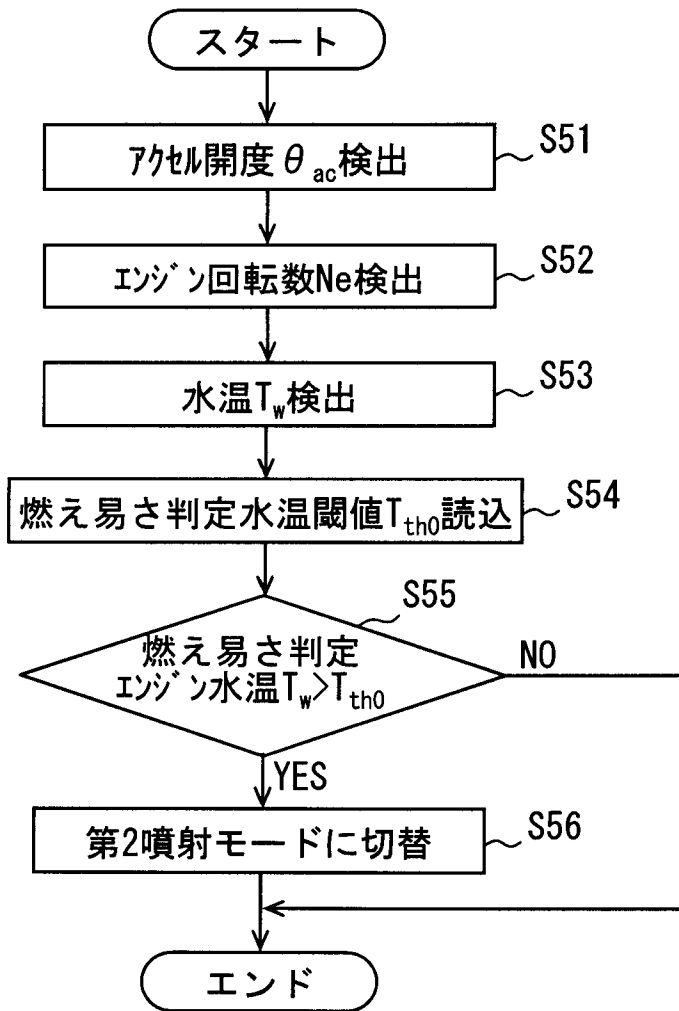 スタート
アクセル開度θac検出
S51
エンジン回転数Ne検出
S52
水温Tw検出
S53
燃え易さ判定水温閾値Tth0読込
S54
S55
燃え易さ判定
エンジン水温Tw>Tth0
NO
YES
第2噴射モードに切替
S56
エンド